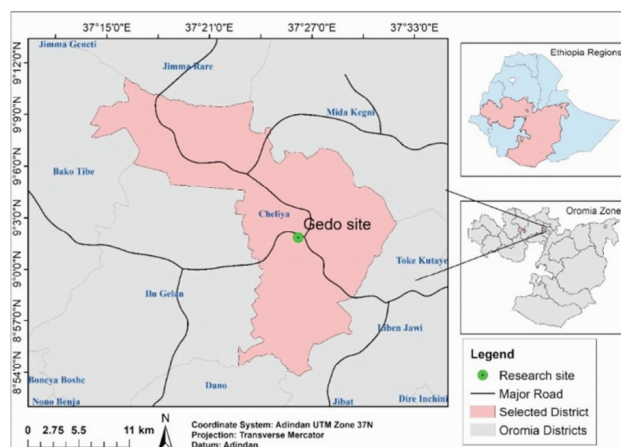 37°15'0"E 37°21'0"E 37°27'0"E 37°33'0"E
9°12'0"N
9°9'0"N
9°6'0"N
9°3'0"N
9°0'0"N
8°57'0"N
8°54'0"N
Jimma Geneti
Jimma Rare
Mida Kegni
Bako Tibe
Cheliya
Gedo site
Toke Kutaye
Ilu Gelan
Liben Jawi
Boneya Boshe
Nono Benja
Dano
Jibat
Dire Inchini
Ethiopia Regions
Oromia Zone
Legend
Research site
Major Road
Selected District
Oromia Districts
0 2.75 5.5 11 km
N
Coordinate System: Adindan UTM Zone 37N
Projection: Transverse Mercator
Datum: Adindan